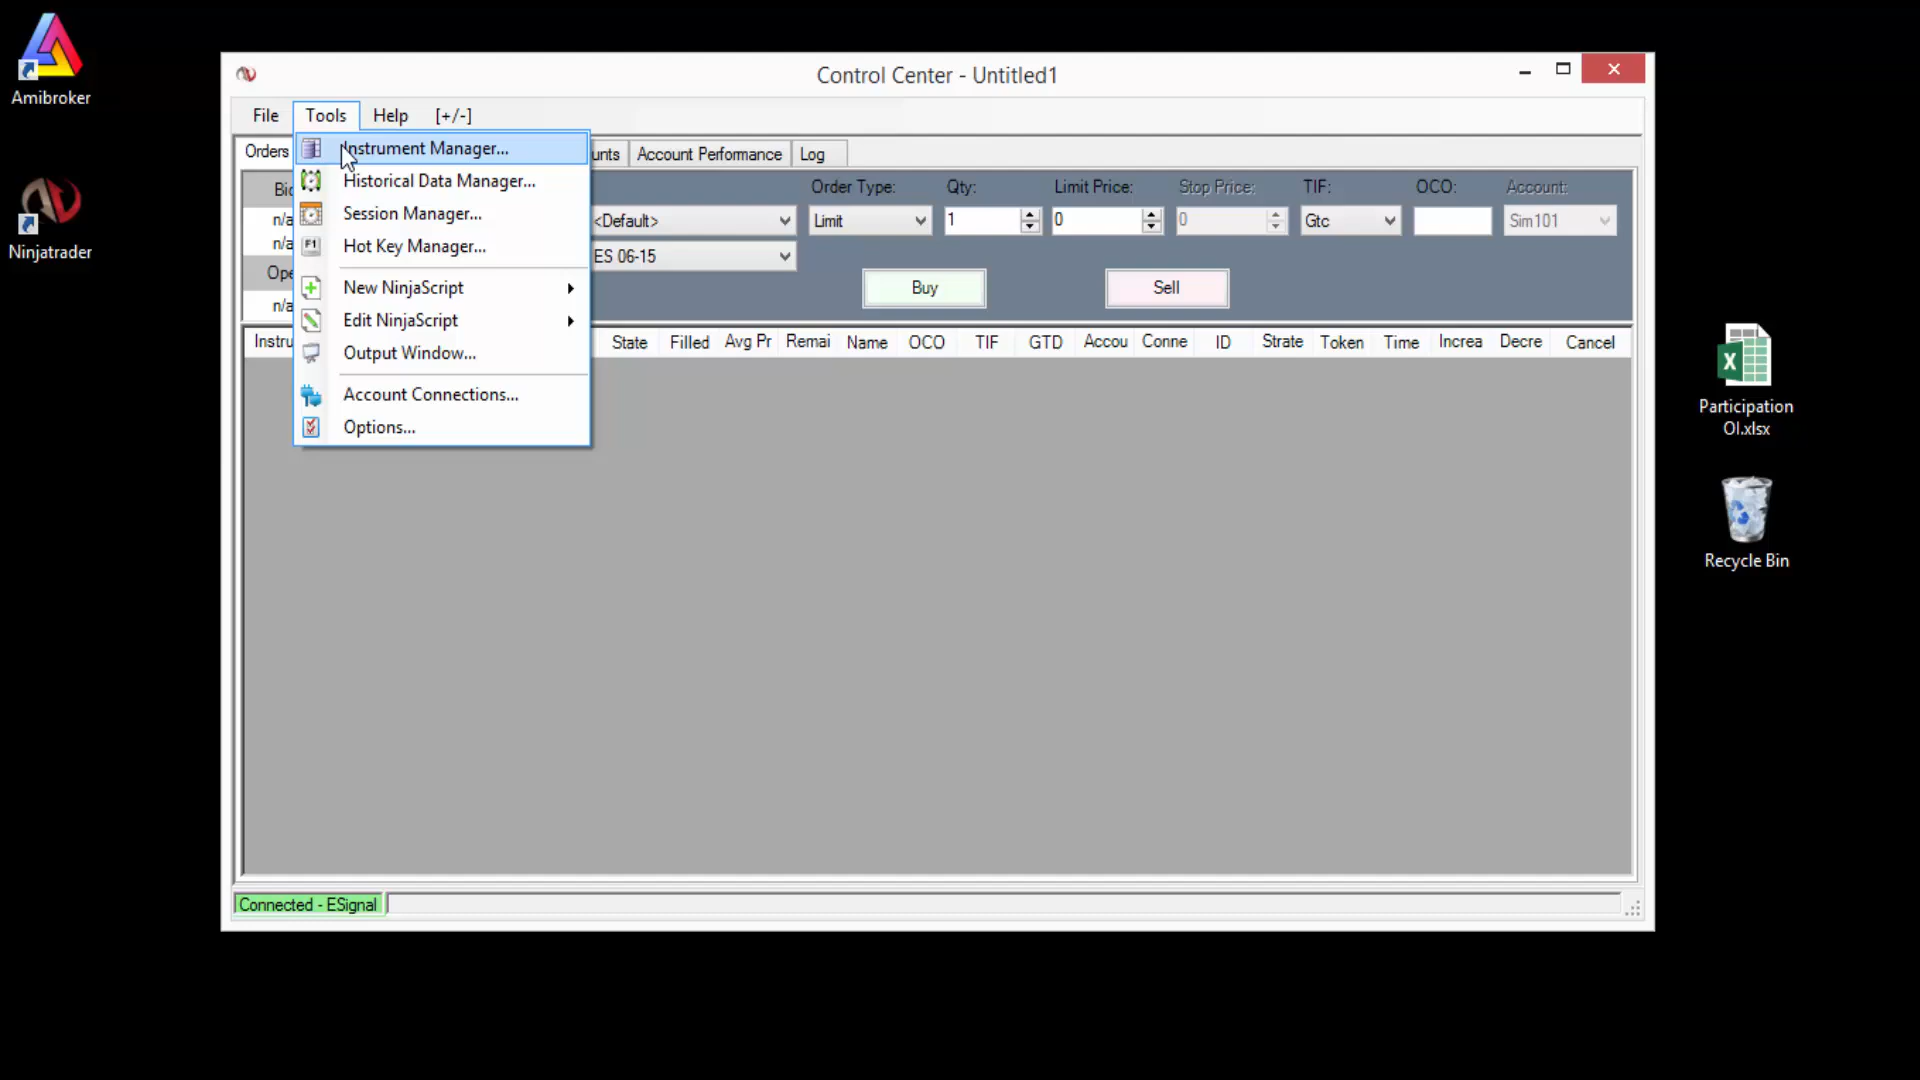 Amibroker
Ninjatrader
Control Center - Untitled1
File Tools Help [+/-]
Orders
unts Account Performance Log
Instrument Manager...
Historical Data Manager...
Session Manager...
Hot Key Manager...
New NinjaScript
Edit NinjaScript
Output Window...
Account Connections...
Options...
Bid
n/a
n/a
Ope
n/a
Order Type: Qty: Limit Price: Stop Price: TIF: OCO: Account:
<Default> Limit 1 0 0 Gtc Sim101
ES 06-15
Buy Sell
Instru State Filled Avg Pr Remai Name OCO TIF GTD Accou Conne ID Strate Token Time Increa Decre Cancel
Connected - ESignal
Participation
OI.xlsx
Recycle Bin
F1
X